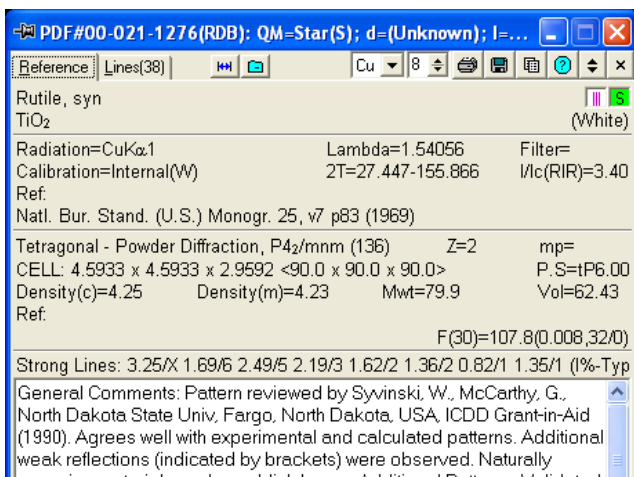 PDF#00-021-1276(RDB): QM=Star(S); d=(Unknown); I=...
Reference Lines(38) Cu 8
Rutile, syn S
TiO₂ (White)
Radiation=CuKα1 Lambda=1.54056 Filter=
Calibration=Internal(W) 2T=27.447-155.866 I/Ic(RIR)=3.40
Ref:
Natl. Bur. Stand. (U.S.) Monogr. 25, v7 p83 (1969)
Tetragonal - Powder Diffraction, P4₂/mnm (136) Z=2 mp=
CELL: 4.5933 x 4.5933 x 2.9592 <90.0 x 90.0 x 90.0> P.S=tP6.00
Density(c)=4.25 Density(m)=4.23 Mwt=79.9 Vol=62.43
Ref:
F(30)=107.8(0.008,32/0)
Strong Lines: 3.25/X 1.69/6 2.49/5 2.19/3 1.62/2 1.36/2 0.82/1 1.35/1 (I%-Typ
General Comments: Pattern reviewed by Syvinski, W., McCarthy, G.,
North Dakota State Univ, Fargo, North Dakota, USA, ICDD Grant-in-Aid
(1990). Agrees well with experimental and calculated patterns. Additional
weak reflections (indicated by brackets) were observed. Naturally